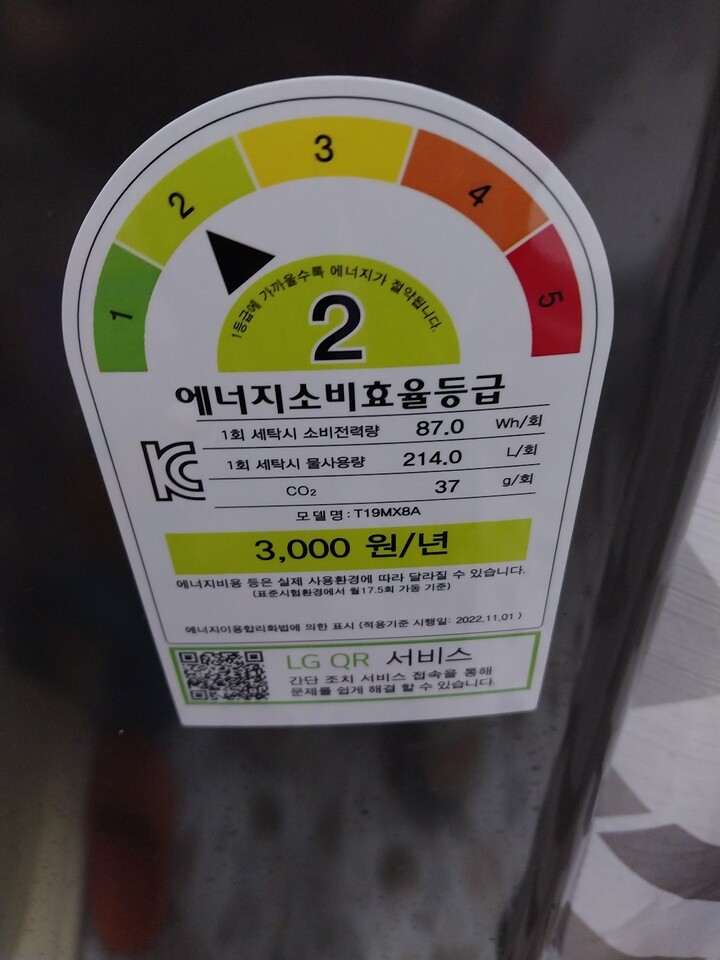 1
2
3
4
5
1등급에 가까울수록 에너지가 절약됩니다.
2
에너지소비효율등급
1회 세탁시 소비전력량 87.0 Wh/회
1회 세탁시 물사용량 214.0 L/회
CO₂ 37 g/회
모델명 : T19MX8A
3,000 원/년
에너지비용 등은 실제 사용환경에 따라 달라질 수 있습니다.
(표준시험환경에서 월17.5회 가동 기준)
에너지이용합리화법에 의한 표시 (적용기준 시행일: 2022.11.01 )
LG QR 서비스
간단 조치 서비스 접속을 통해
문제를 쉽게 해결 할 수 있습니다.